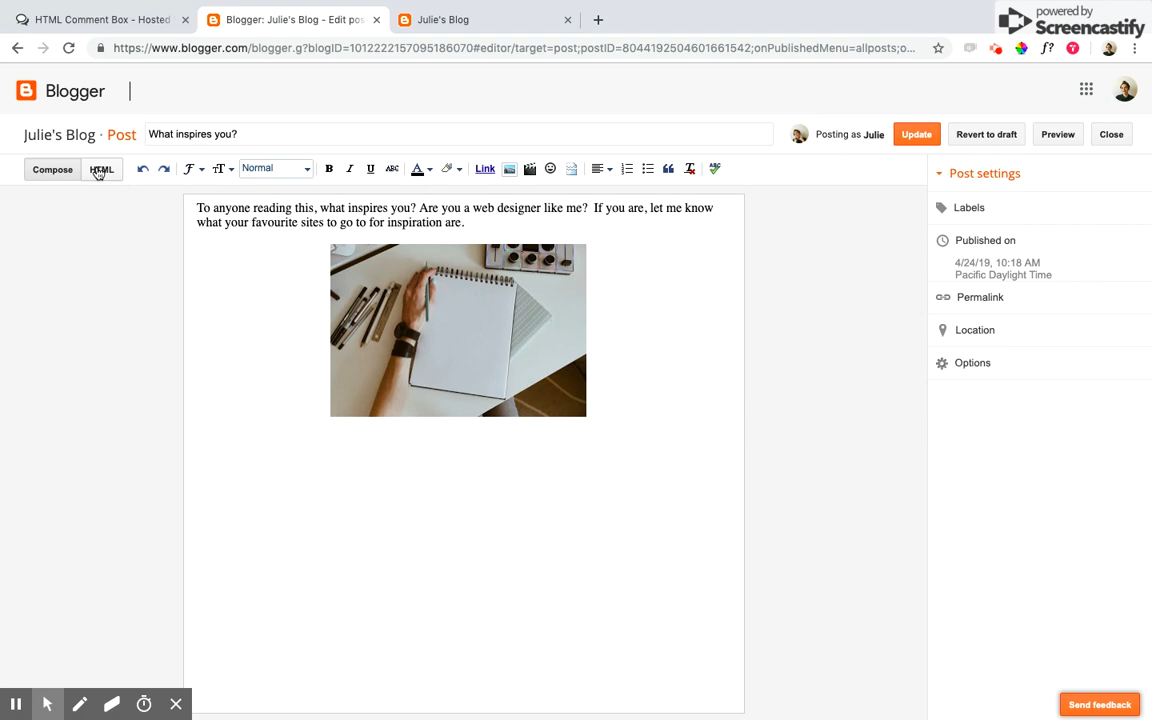 HTML Comment Box - Hosted
Blogger: Julie's Blog - Edit pos
Julie's Blog
powered by
Screencastify
https://www.blogger.com/blogger.g?blogID=1012222157095186070#editor/target=post;postID=8044192504601661542;onPublishedMenu=allposts;o...
f?
Blogger
Julie's Blog · Post
What inspires you?
Posting as Julie
Update
Revert to draft
Preview
Close
Compose
HTML
Normal
B
I
U
ABC
A
Link
Post settings
To anyone reading this, what inspires you? Are you a web designer like me?  If you are, let me know
what your favourite sites to go to for inspiration are.
Labels
Published on
4/24/19, 10:18 AM
Pacific Daylight Time
Permalink
Location
Options
Send feedback